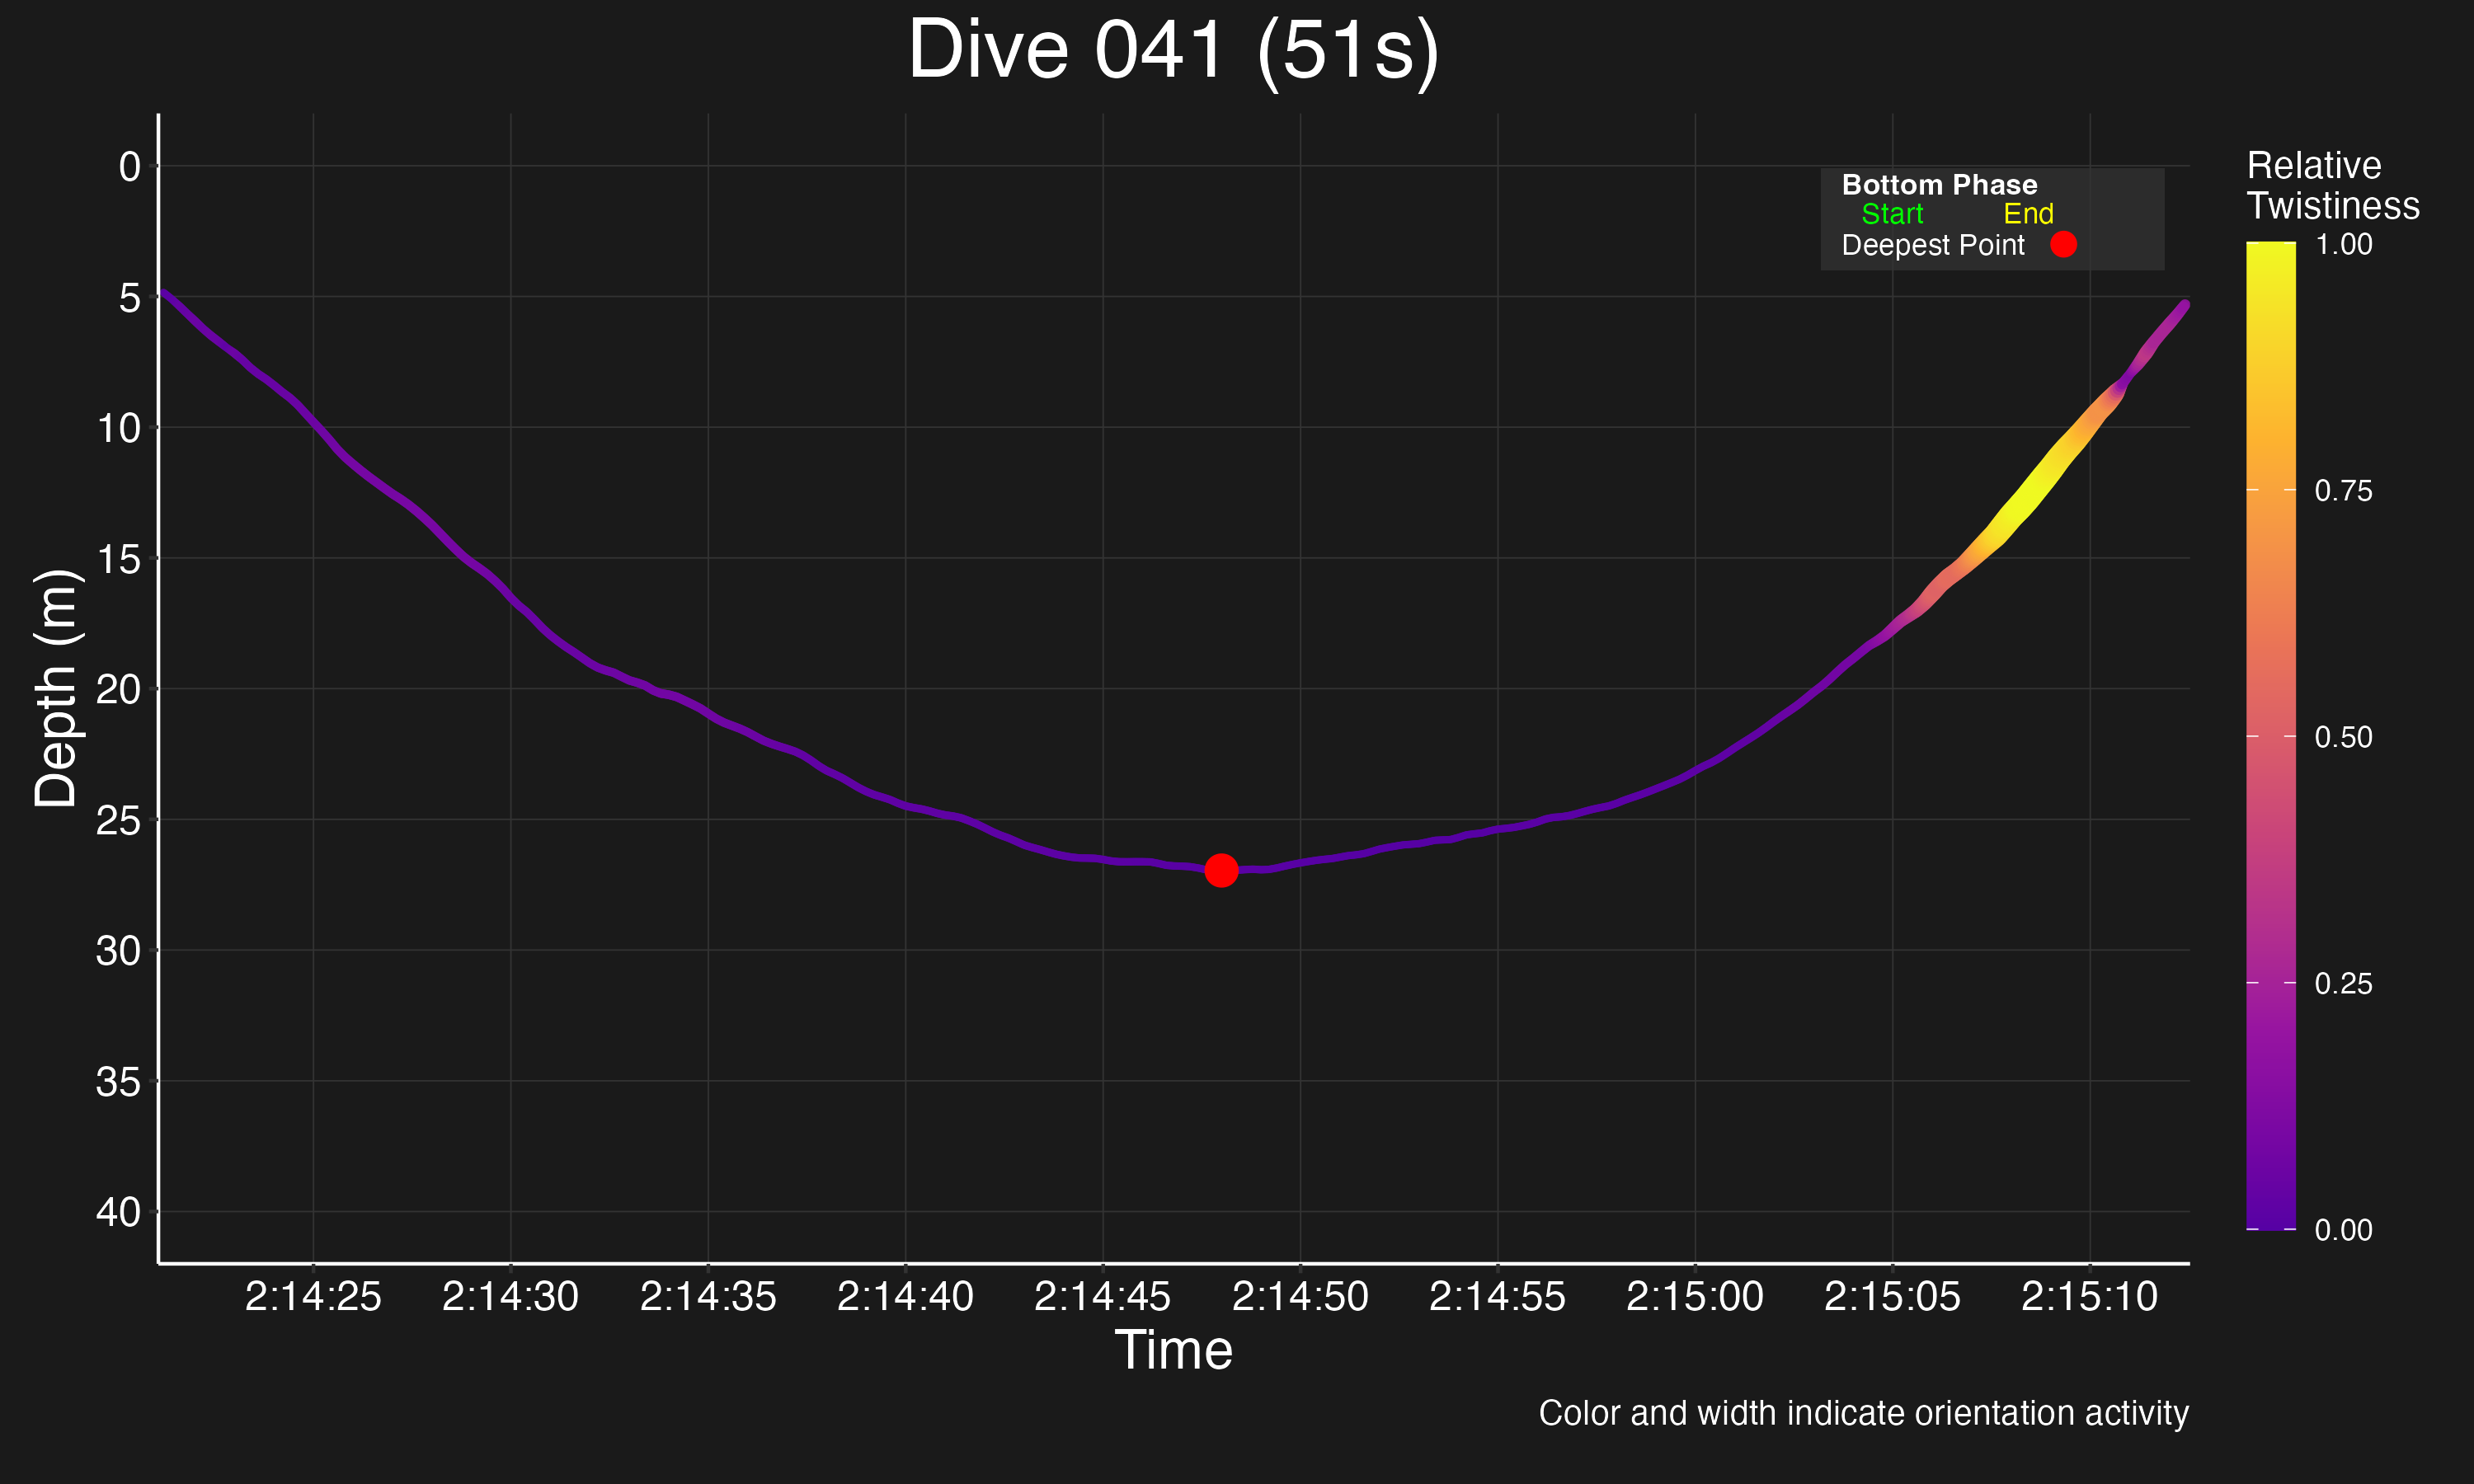 Dive 041 (51s)
Depth (m)
0
5
10
15
20
25
30
35
40
Bottom Phase
Start End
Deepest Point
Relative
Twistiness
1.00
0.75
0.50
0.25
0.00
2:14:25 2:14:30 2:14:35 2:14:40 2:14:45 2:14:50 2:14:55 2:15:00 2:15:05 2:15:10
Time
Color and width indicate orientation activity